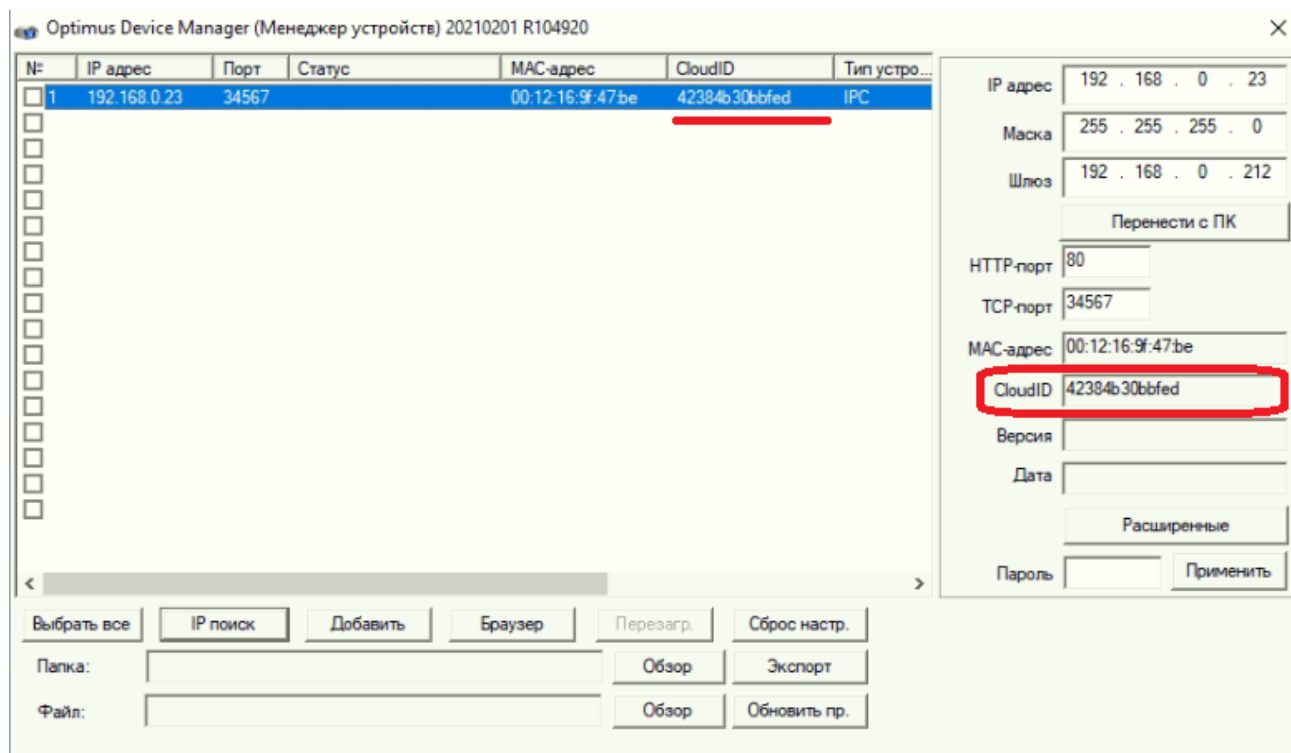 Optimus Device Manager (Менеджер устройств) 20210201 R104920
№ IP адрес Порт Статус MAC-адрес CloudID Тип устро...
1 192.168.0.23 34567 00:12:16:9f:47:be 42384b30bbfed IPC
IP адрес 192 . 168 . 0 . 23
Маска 255 . 255 . 255 . 0
Шлюз 192 . 168 . 0 . 212
Перенести с ПК
HTTP-порт 80
TCP-порт 34567
MAC-адрес 00:12:16:9f:47:be
CloudID 42384b30bbfed
Версия
Дата
Расширенные
Пароль Применить
Выбрать все IP поиск Добавить Браузер Перезагр. Сброс настр.
Папка: Обзор Экспорт
Файл: Обзор Обновить пр.